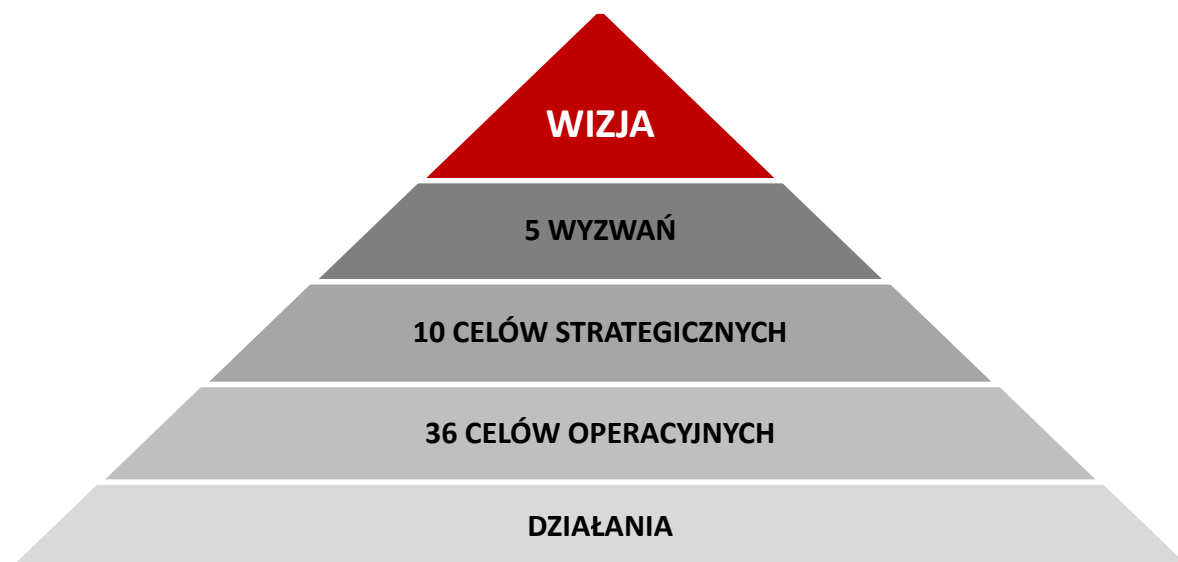 WIZJA
5 WYZWAŃ
10 CELÓW STRATEGICZNYCH
36 CELÓW OPERACYJNYCH
DZIAŁANIA